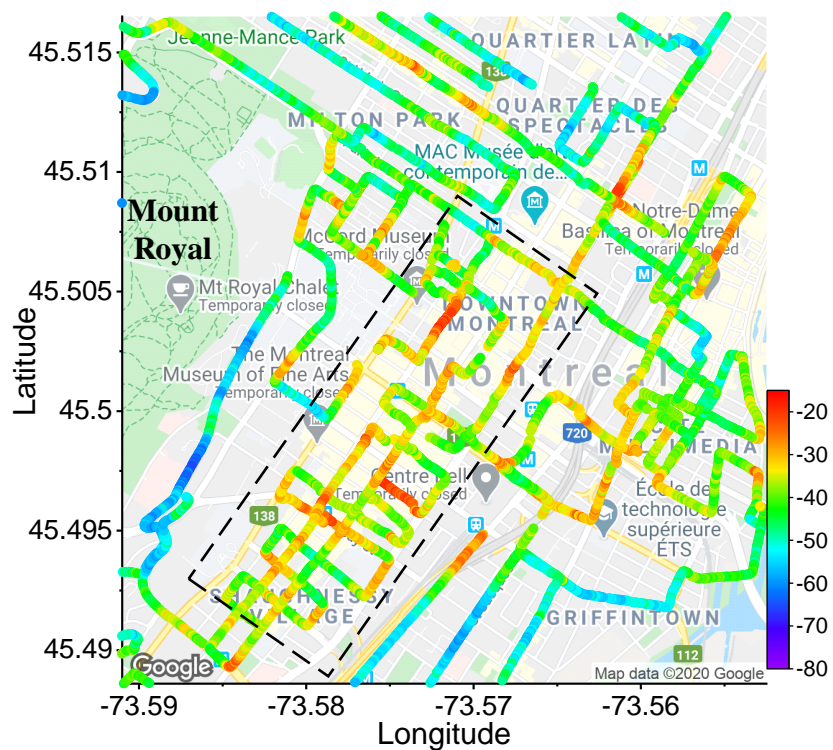 45.515
45.51
45.505
45.5
45.495
45.49
Latitude
-73.59
-73.58
-73.57
-73.56
Longitude
-20
-30
-40
-50
-60
-70
-80
Jeanne-Mance Park
QUARTIER LATIN
138
QUARTIER DES
SPECTACLES
MILTON PARK
MAC Musée d'art
contemporain de...
M
Mount
Royal
McCord Museum
Temporarily closed
Notre-Dame
Basilica of Montreal
Temporarily closed
M
M
Mt Royal Chalet
Temporarily closed
DOWNTOWN
MONTREAL
The Montreal
Museum of Fine Arts
Temporarily closed
Montreal
720
M
Centre Bell
Temporarily closed
138
École de
technologie
supérieure
ÉTS
SHAUGHNESSY
VILLAGE
GRIFFINTOWN
112
Google
Map data ©2020 Google